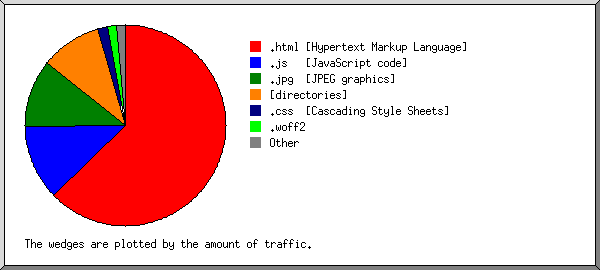 .html [Hypertext Markup Language]
.js [JavaScript code]
.jpg [JPEG graphics]
[directories]
.css [Cascading Style Sheets]
.woff2
Other
The wedges are plotted by the amount of traffic.